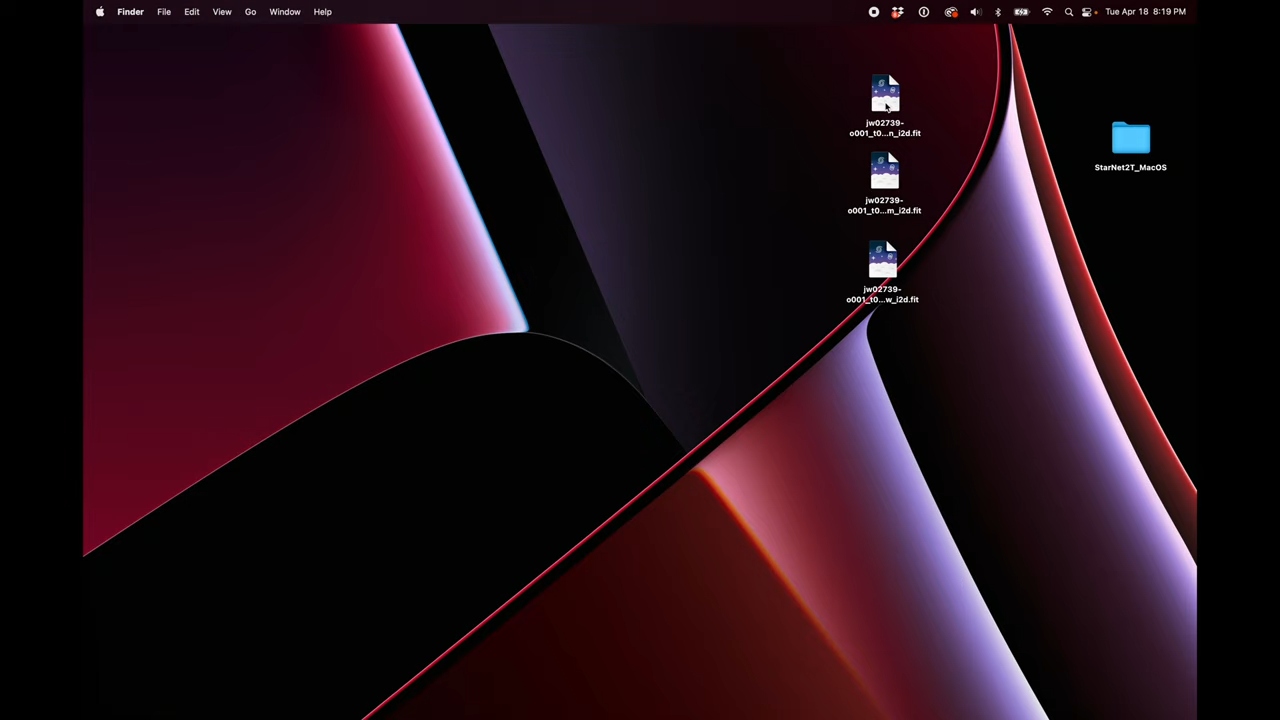 Finder File Edit View Go Window Help Tue Apr 18 8:19 PM
jw02739-
o001_t0...n_i2d.fit
jw02739-
o001_t0...m_i2d.fit
jw02739-
o001_t0...w_i2d.fit
StarNet2T_MacOS